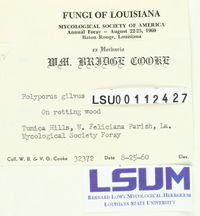 FUNGI OF LOUISIANA
MYCOLOGICAL SOCIETY OF AMERICA
Annual Foray — August 22-25, 1960
Baton Rouge, Louisiana
ex Herbario
WM. BRIDGE COOKE
Polyporus gilvus
LSU00112427
On rotting wood
Tunica Hills, W. Feliciana Parish, La.
Mycological Society Foray
Coll. W. B. & V. G. Cooke 32372 Date 8-25-60 Elev.
LSUM
BERNARD LOWY MYCOLOGICAL HERBARIUM
LOUISIANA STATE UNIVERSITY